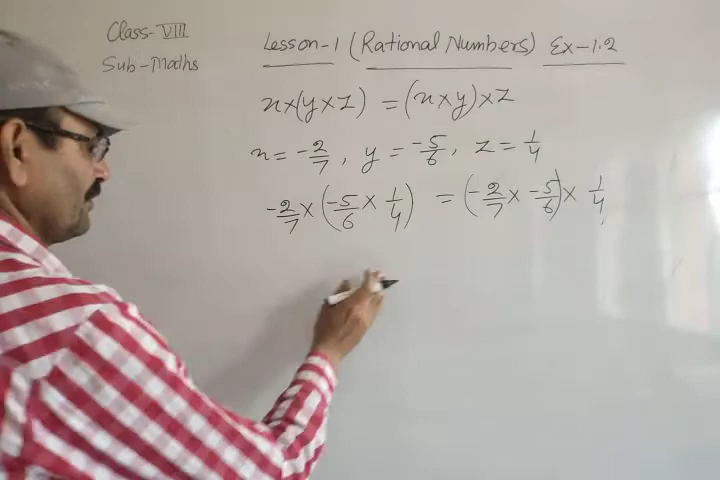 Class-VIII
Sub-Maths
Lesson-1 (Rational Numbers) Ex-1.2
x×(y×z) = (x×y)×z
x = -2/7, y = -5/6, z = 1/4
-2/7 × (-5/6 × 1/4) = (-2/7 × -5/6) × 1/4